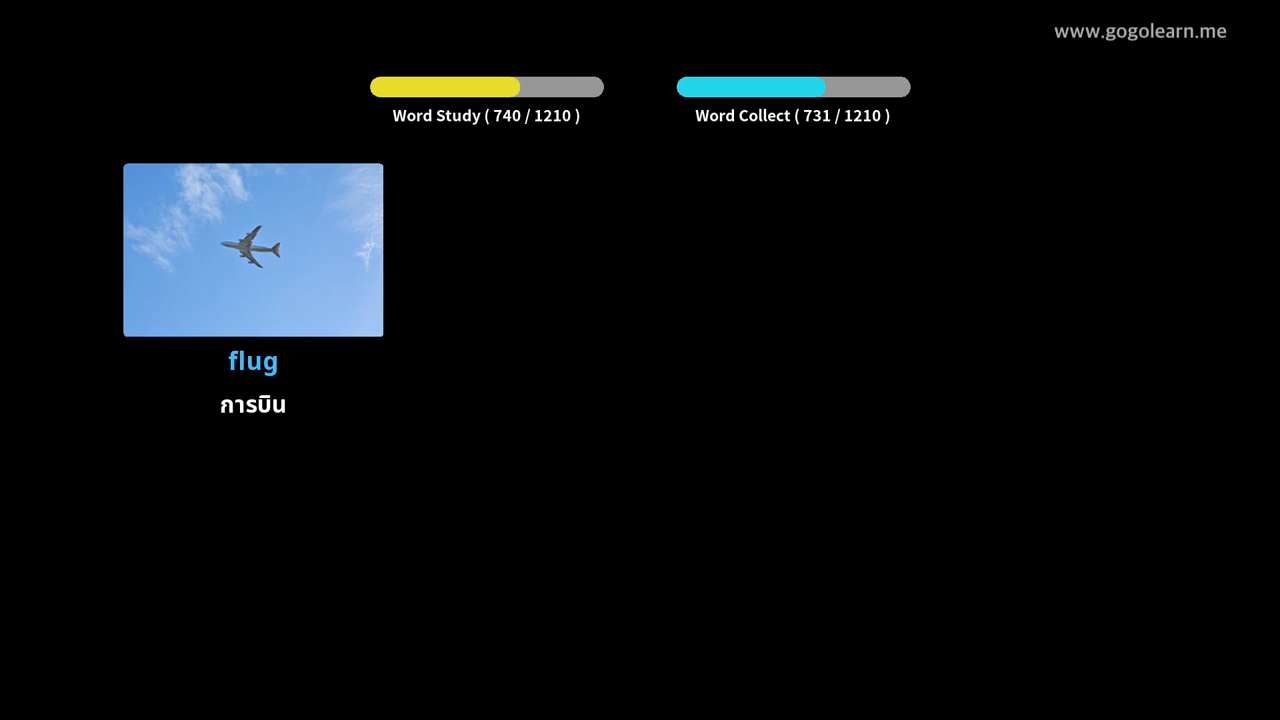 www.gogolearn.me
Word Study ( 740 / 1210 )
Word Collect ( 731 / 1210 )
flug
การบิน